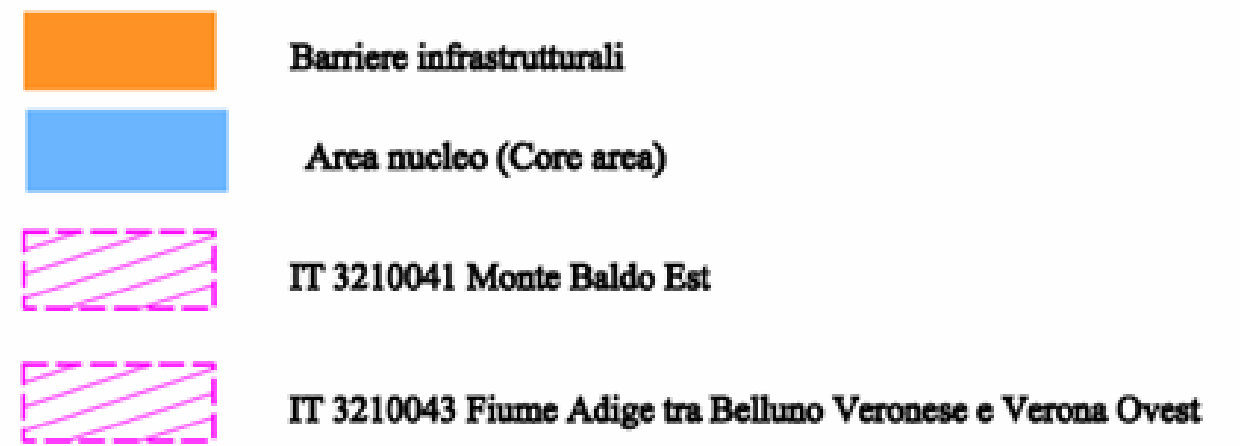 Barriere infrastrutturali
Area nucleo (Core area)
IT 3210041 Monte Baldo Est
IT 3210043 Fiume Adige tra Belluno Veronese e Verona Ovest